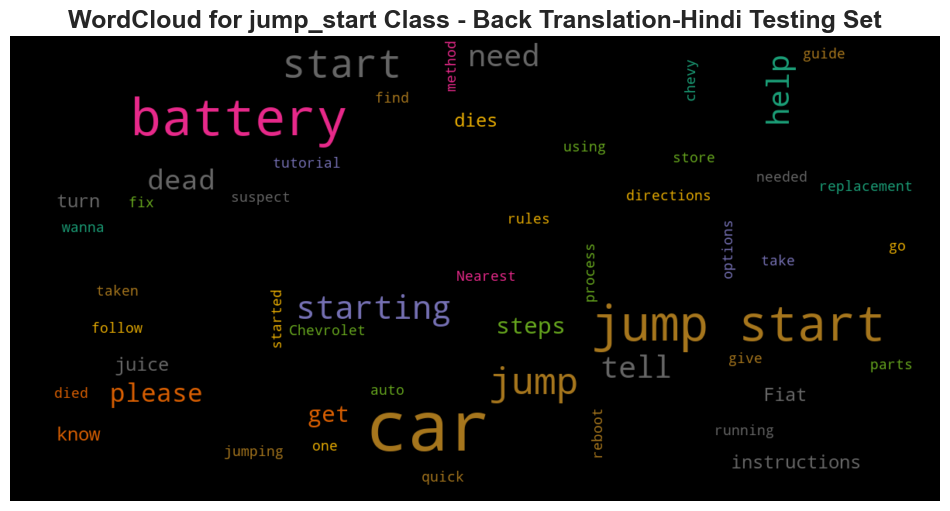 WordCloud for jump_start Class - Back Translation-Hindi Testing Set
start
need
method
guide
help
chevy
battery
find
dies
using
store
tutorial
dead
suspect
needed
replacement
turn
fix
directions
wanna
rules
options
go
process
take
Nearest
taken
started
starting
follow
Chevrolet
steps
jump start
juice
tell
give
parts
died
please
auto
jump
Fiat
get
car
reboot
know
one
running
jumping
instructions
quick